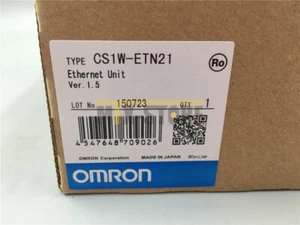 TYPE CS1W-ETN21
Ethernet Unit
Ver.1.5
LOT No. 150723 QTY 1
4 547648 709026
OMRON Corporation MADE IN JAPAN
OMRON
Ro